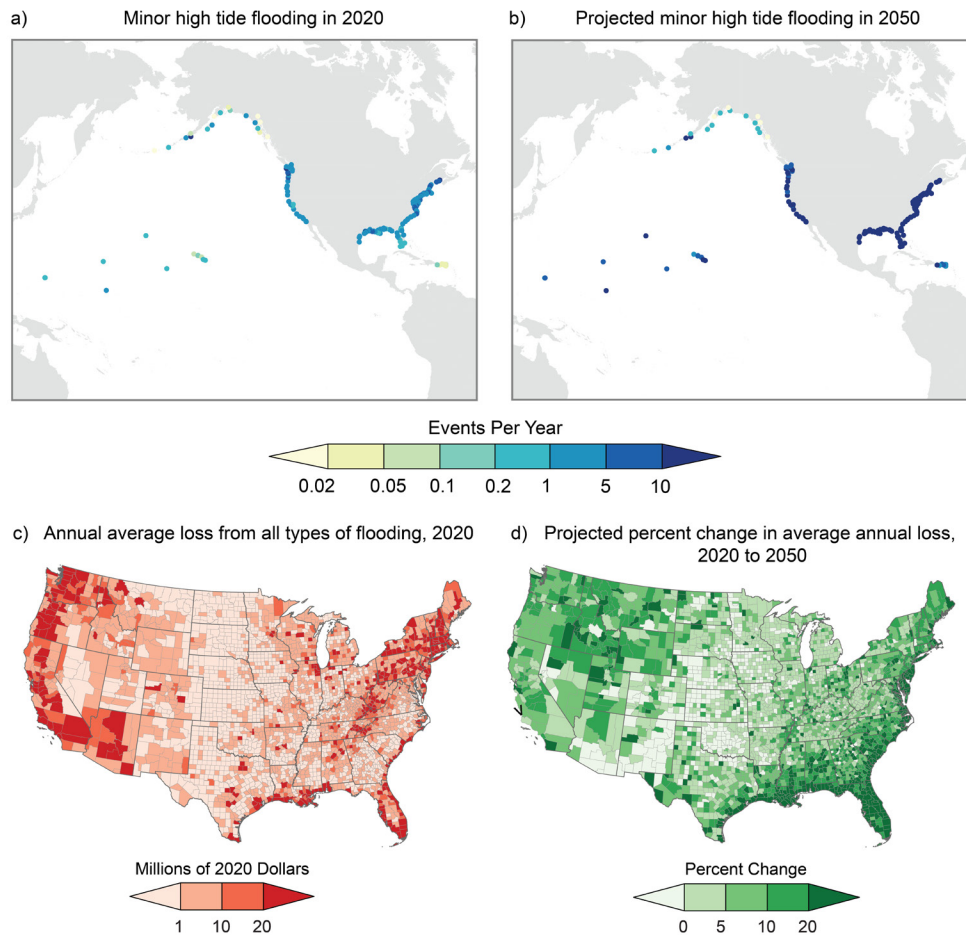 a) Minor high tide flooding in 2020
b) Projected minor high tide flooding in 2050
Events Per Year
0.02 0.05 0.1 0.2 1 5 10
c) Annual average loss from all types of flooding, 2020
d) Projected percent change in average annual loss,
2020 to 2050
Millions of 2020 Dollars
1 10 20
Percent Change
0 5 10 20